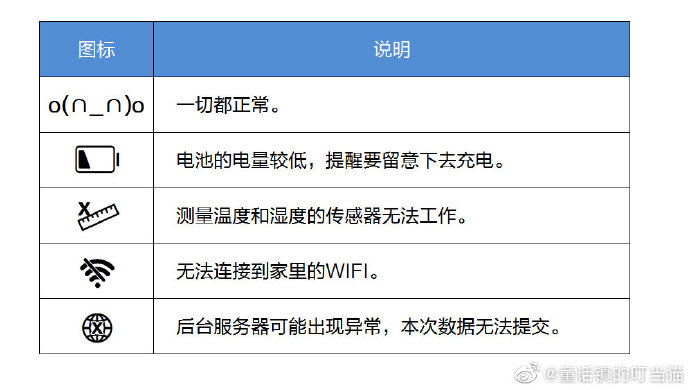 图标 说明
o(∩_∩)o 一切都正常。
电池的电量较低，提醒要留意下去充电。
X 测量温度和湿度的传感器无法工作。
无法连接到家里的WIFI。
X 后台服务器可能出现异常，本次数据无法提交。
@童话镇的叮当猫